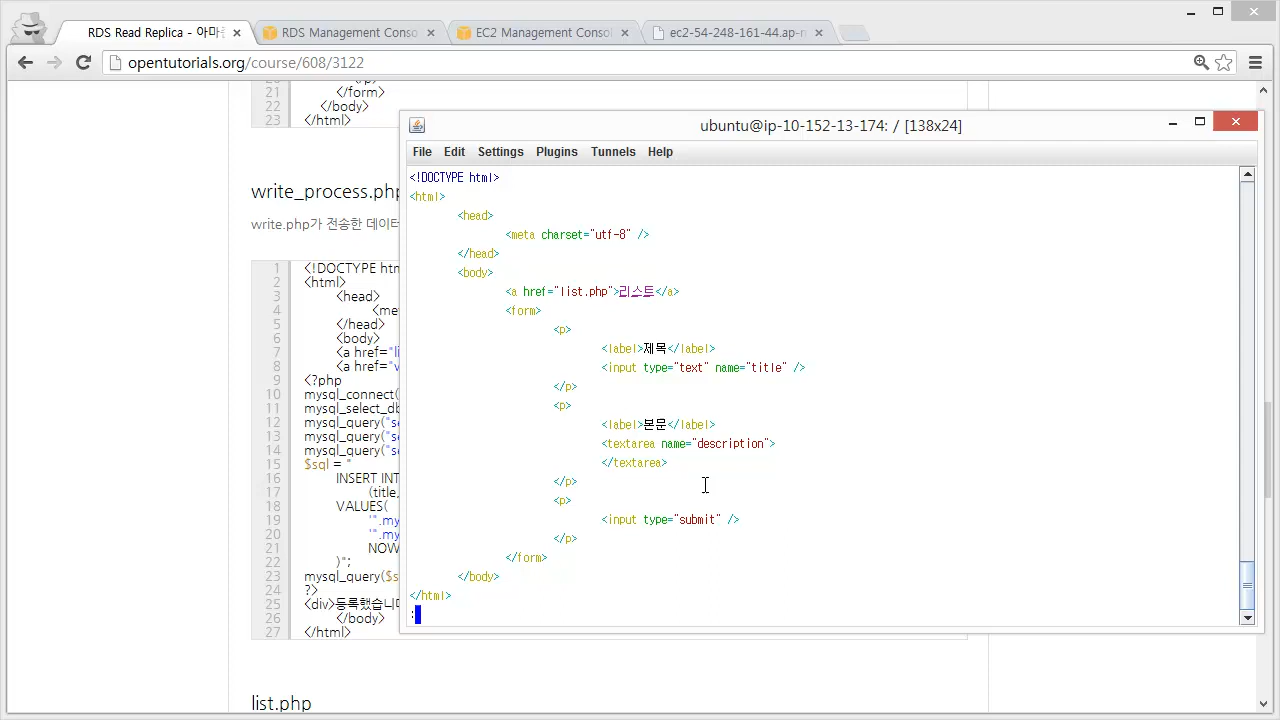 RDS Read Replica - 아마
RDS Management Conso
EC2 Management Consol
ec2-54-248-161-44.ap-n
opentutorials.org/course/608/3122
21 </form>
22 </body>
23 </html>
write_process.php
write.php가 전송한 데이터
1 <!DOCTYPE htm
2 <html>
3 <head>
4 <me
5 </head>
6 <body>
7 <a href="li
8 <a href="w
9 <?php
10 mysql_connect(
11 mysql_select_db
12 mysql_query("se
13 mysql_query("se
14 mysql_query("se
15 $sql = "
16 INSERT INT
17 (title,
18 VALUES(
19 '".my
20 '".my
21 NOW
22 )";
23 mysql_query($s
24 ?>
25 <div>등록했습니다
26 </body>
27 </html>
list.php
ubuntu@ip-10-152-13-174: / [138x24]
File Edit Settings Plugins Tunnels Help
<!DOCTYPE html>
<html>
<head>
<meta charset="utf-8" />
</head>
<body>
<a href="list.php">리스트</a>
<form>
<p>
<label>제목</label>
<input type="text" name="title" />
</p>
<p>
<label>본문</label>
<textarea name="description">
</textarea>
</p>
<p>
<input type="submit" />
</p>
</form>
</body>
</html>
: